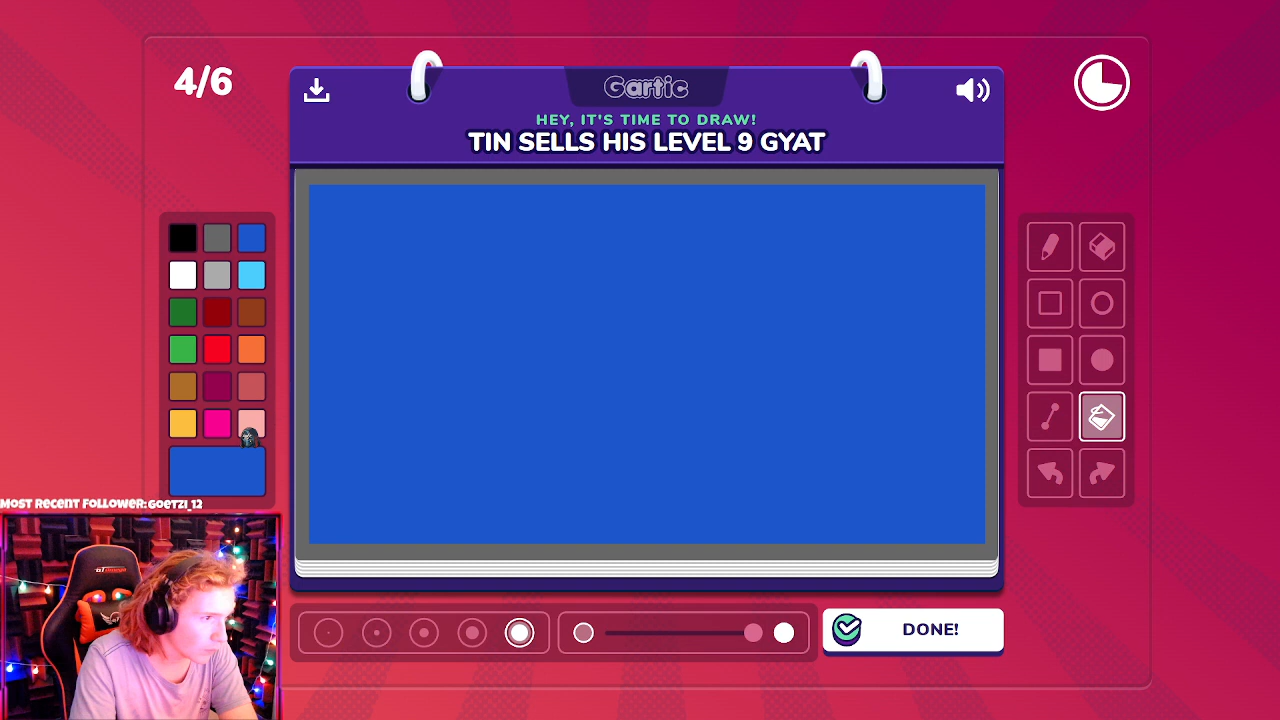 4/6
Gartic
HEY, IT'S TIME TO DRAW!
TIN SELLS HIS LEVEL 9 GYAT
MOST RECENT FOLLOWER:GOETZI_12
DONE!